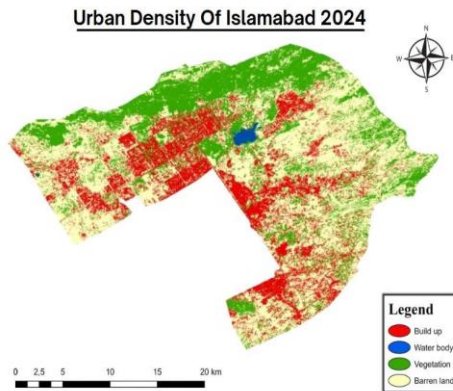 Urban Density Of Islamabad 2024
N
E
S
Legend
Build up
Water body
Vegetation
Barren land
0 2.5 5 10 15 20 km